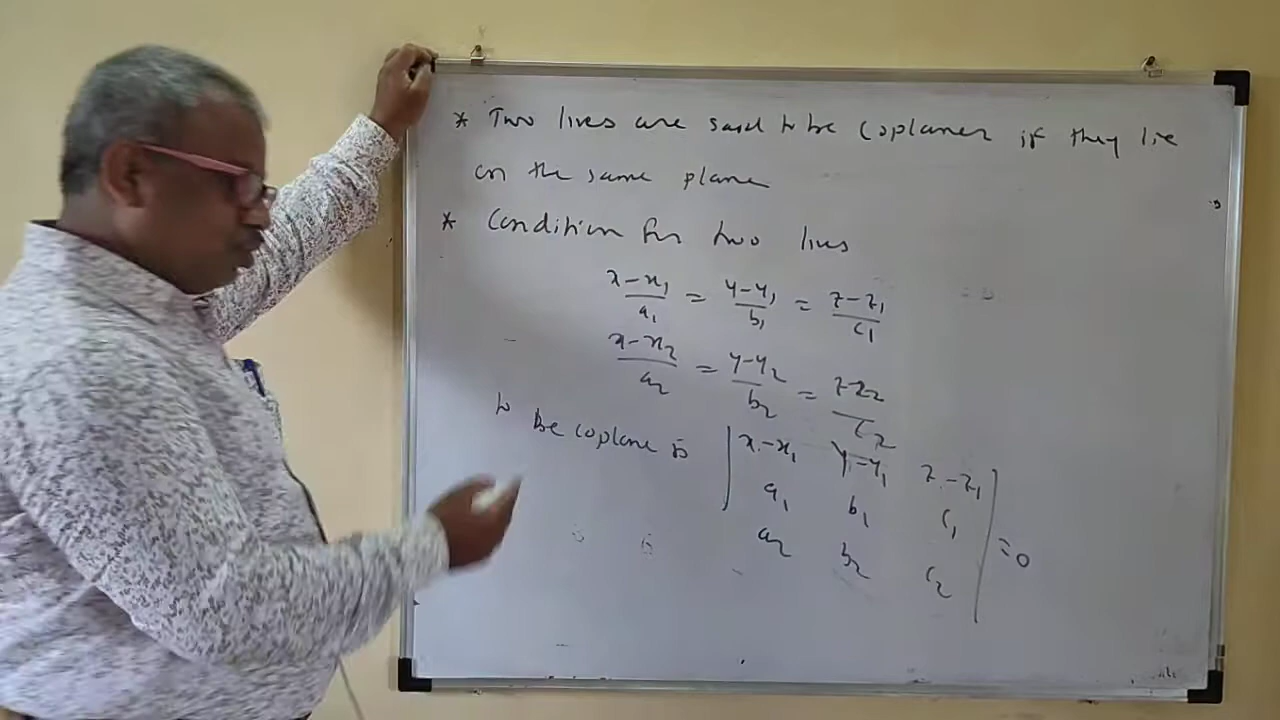 * Two lines are said to be coplaner if they lie
on the same plane
* Condition for two lines
x-x₁/a₁ = y-y₁/b₁ = z-z₁/c₁
x-x₂/a₂ = y-y₂/b₂ = z-z₂/c₂
to be coplane is | x.-x₁ y.-y₁ z.-z₁ |
a₁ b₁ c₁
a₂ b₂ c₂ | =0